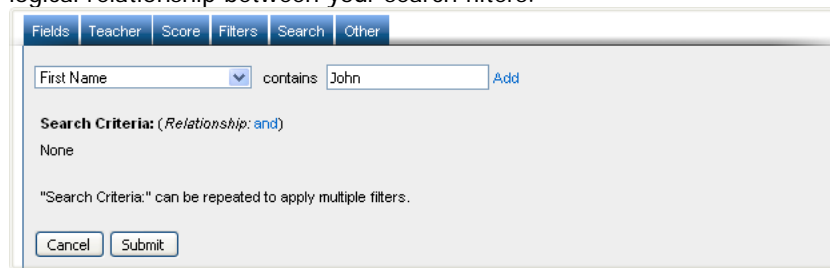 logical relationship between your search filters.
Fields Teacher Score Filters Search Other
First Name contains John Add
Search Criteria: (Relationship: and)
None
"Search Criteria:" can be repeated to apply multiple filters.
Cancel Submit